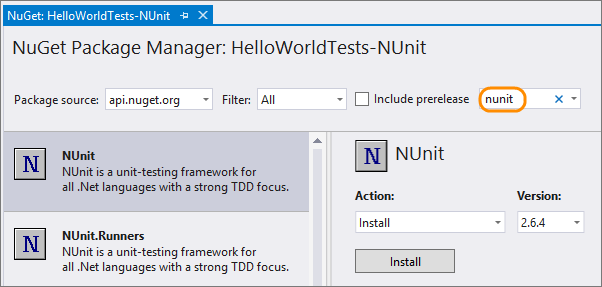 NuGet: HelloWorldTests-NUnit
NuGet Package Manager: HelloWorldTests-NUnit
Package source: api.nuget.org Filter: All Include prerelease nunit
N NUnit
NUnit is a unit-testing framework for
all .Net languages with a strong TDD focus.
N NUnit.Runners
NUnit is a unit-testing framework for
all .Net languages with a strong TDD focus.
N NUnit
Action: Version:
Install 2.6.4
Install